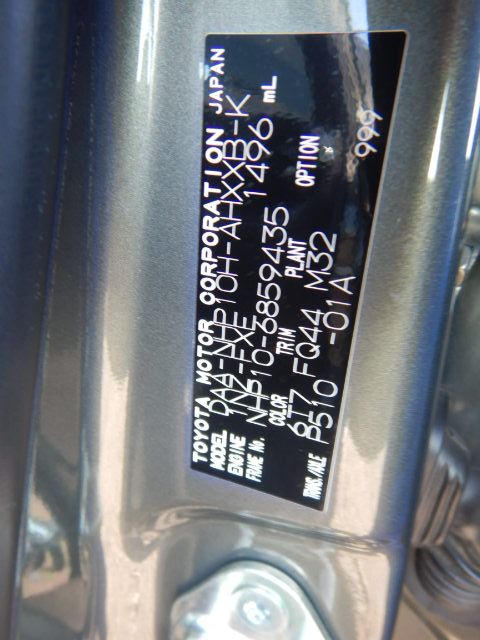 TOYOTA MOTOR CORPORATION JAPAN
MODEL DAA-NHP10H-AHXXB-K
ENGINE 1NZ-FXE 1496 mL
FRAME No. NHP10-6859435
COLOR TRIM PLANT OPTION
6T7 FQ44 M32
TRANS./AXLE P510 -01A 999